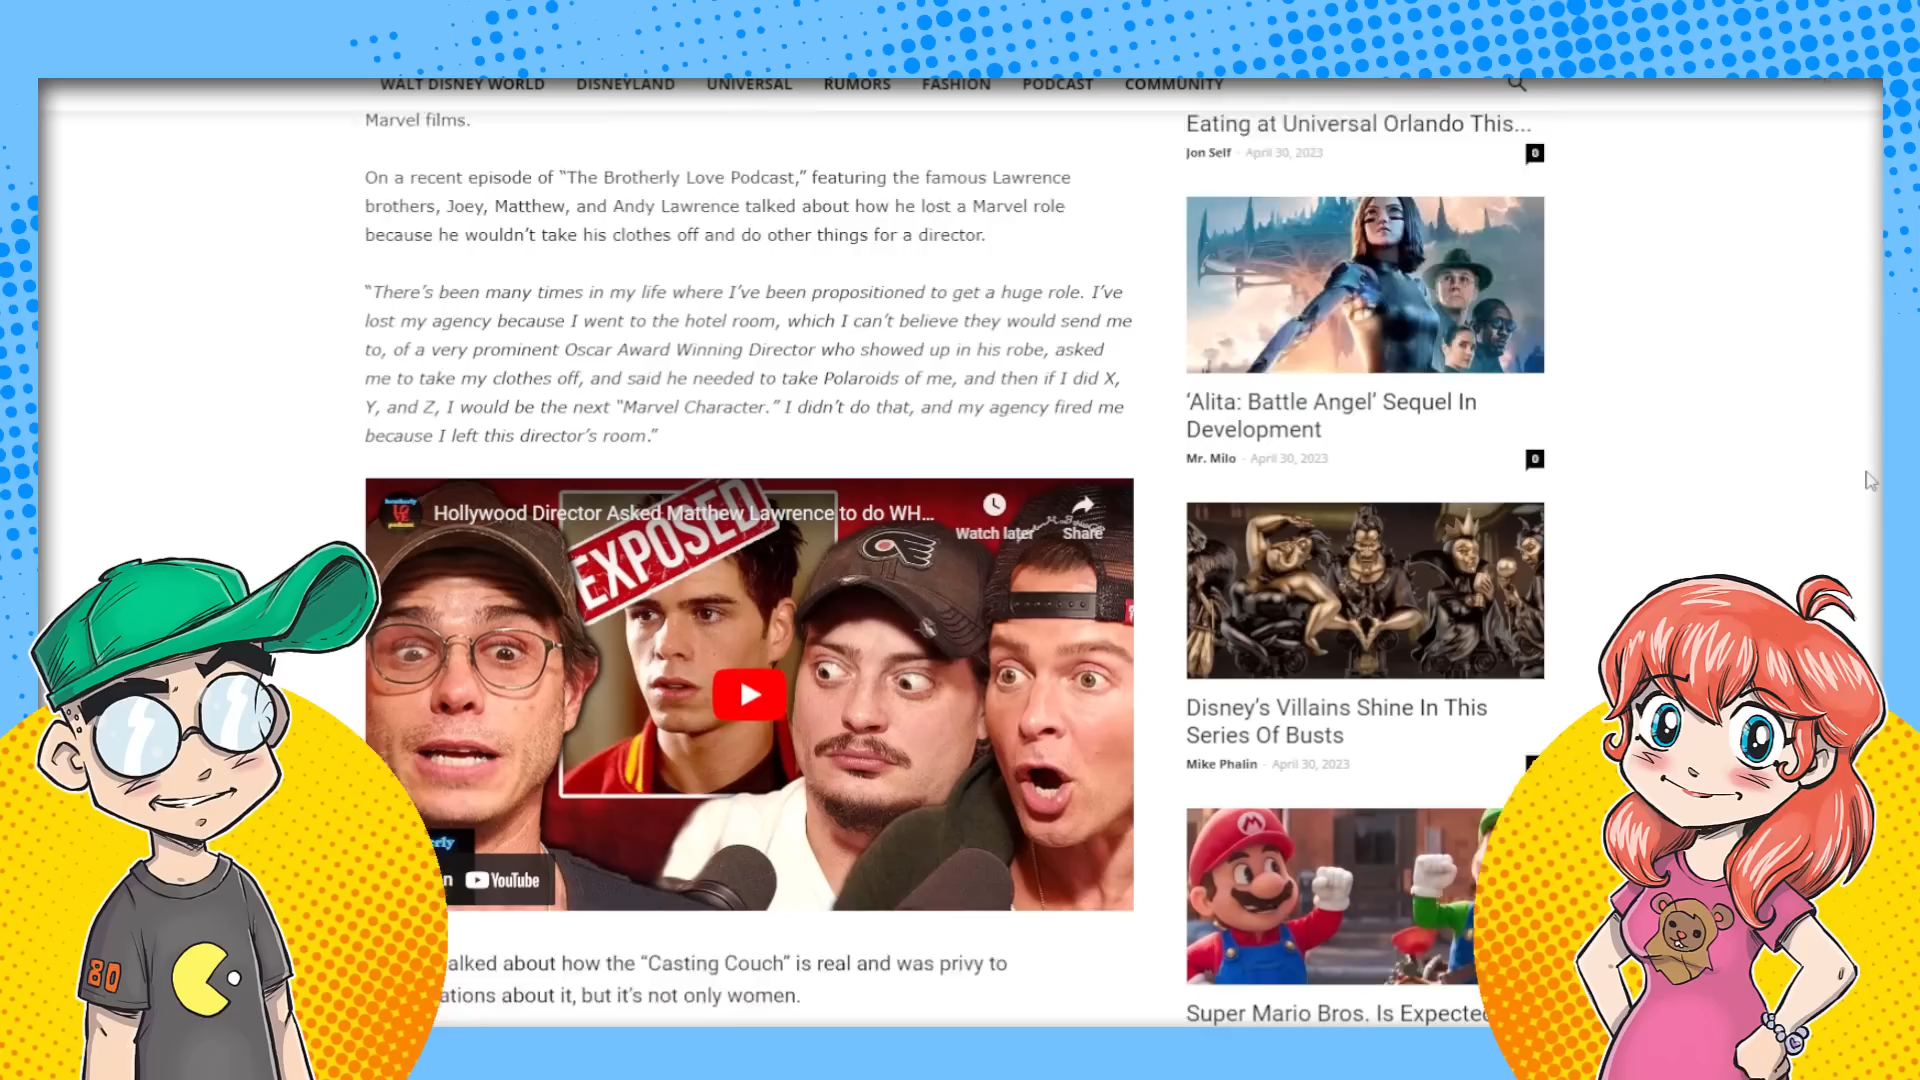 WALT DISNEY WORLD DISNEYLAND UNIVERSAL RUMORS FASHION PODCAST COMMUNITY
Marvel films.
On a recent episode of “The Brotherly Love Podcast,” featuring the famous Lawrence
brothers, Joey, Matthew, and Andy Lawrence talked about how he lost a Marvel role
because he wouldn’t take his clothes off and do other things for a director.
“There’s been many times in my life where I’ve been propositioned to get a huge role. I’ve
lost my agency because I went to the hotel room, which I can’t believe they would send me
to, of a very prominent Oscar Award Winning Director who showed up in his robe, asked
me to take my clothes off, and said he needed to take Polaroids of me, and then if I did X,
Y, and Z, I would be the next “Marvel Character.” I didn’t do that, and my agency fired me
because I left this director’s room.”
Hollywood Director Asked Matthew Lawrence to do WH...
Watch later
Share
EXPOSED
erly
n YouTube
alked about how the “Casting Couch” is real and was privy to
ations about it, but it’s not only women.
80
Eating at Universal Orlando This...
Jon Self - April 30, 2023
0
‘Alita: Battle Angel’ Sequel In
Development
Mr. Milo - April 30, 2023
0
Disney’s Villains Shine In This
Series Of Busts
Mike Phalin - April 30, 2023
M
Super Mario Bros. Is Expected